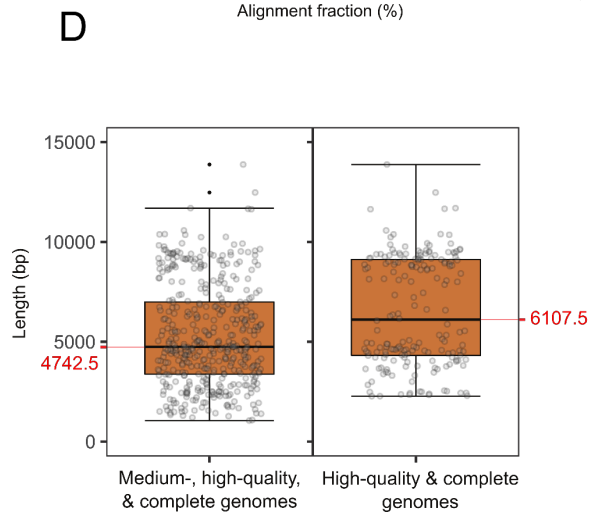 Alignment fraction (%)
D
Length (bp)
15000
10000
5000
4742.5
0
6107.5
Medium-, high-quality,
& complete genomes
High-quality & complete
genomes